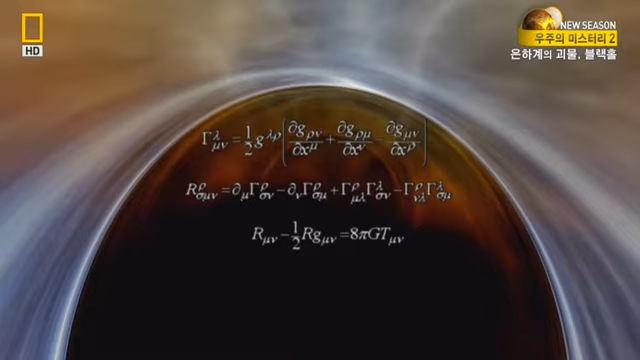 HD
NEW SEASON
우주의 미스터리 2
은하계의 괴물, 블랙홀
Γ^λ_μν = 1/2 g^λρ (∂g_ρν/∂x^μ + ∂g_ρμ/∂x^ν − ∂g_μν/∂x^ρ)
R^ρ_σμν = ∂_μΓ^ρ_σν − ∂_νΓ^ρ_σμ + Γ^ρ_μλΓ^λ_σν − Γ^ρ_νλΓ^λ_σμ
R_μν − 1/2 Rg_μν = 8πGT_μν